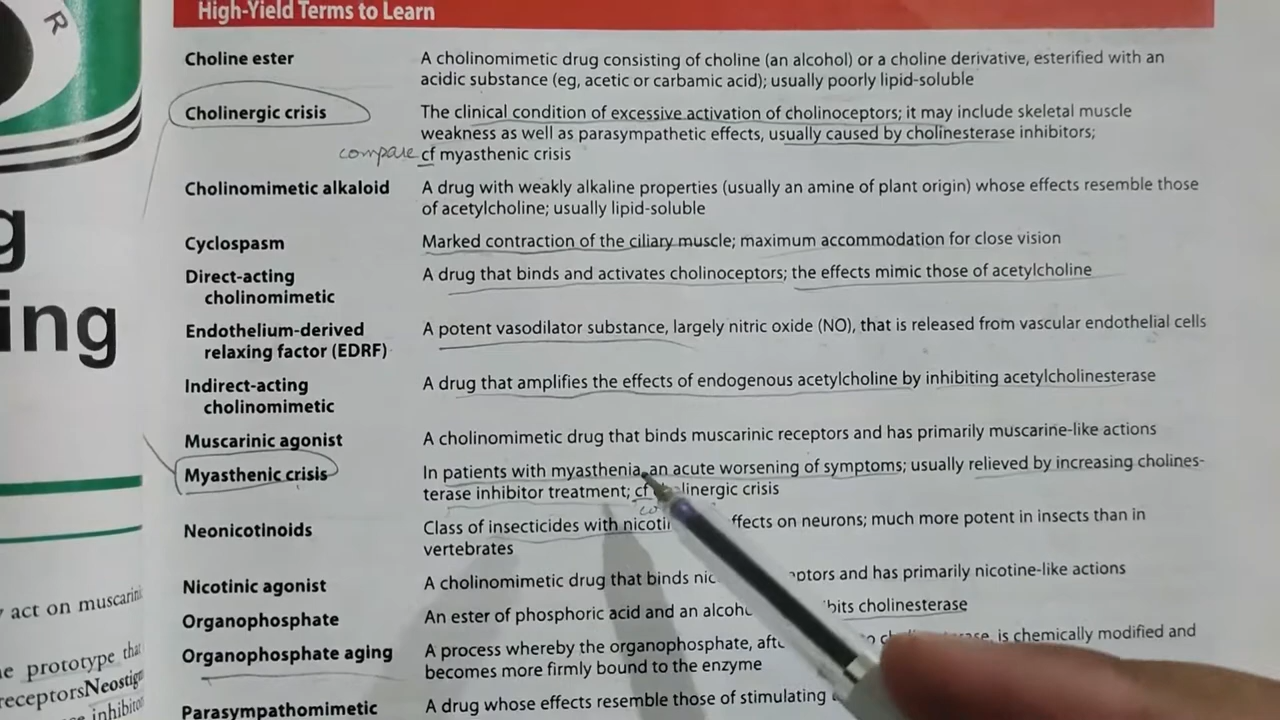 R
High-Yield Terms to Learn
Choline ester A cholinomimetic drug consisting of choline (an alcohol) or a choline derivative, esterified with an
acidic substance (eg, acetic or carbamic acid); usually poorly lipid-soluble
Cholinergic crisis The clinical condition of excessive activation of cholinoceptors; it may include skeletal muscle
weakness as well as parasympathetic effects, usually caused by cholinesterase inhibitors;
compare cf myasthenic crisis
Cholinomimetic alkaloid A drug with weakly alkaline properties (usually an amine of plant origin) whose effects resemble those
of acetylcholine; usually lipid-soluble
Cyclospasm Marked contraction of the ciliary muscle; maximum accommodation for close vision
Direct-acting A drug that binds and activates cholinoceptors; the effects mimic those of acetylcholine
cholinomimetic
Endothelium-derived A potent vasodilator substance, largely nitric oxide (NO), that is released from vascular endothelial cells
relaxing factor (EDRF)
Indirect-acting A drug that amplifies the effects of endogenous acetylcholine by inhibiting acetylcholinesterase
cholinomimetic
Muscarinic agonist A cholinomimetic drug that binds muscarinic receptors and has primarily muscarine-like actions
Myasthenic crisis In patients with myasthenia, an acute worsening of symptoms; usually relieved by increasing cholines-
terase inhibitor treatment; cf linergic crisis
Neonicotinoids Class of insecticides with nicoti ffects on neurons; much more potent in insects than in
vertebrates
Nicotinic agonist A cholinomimetic drug that binds nic ptors and has primarily nicotine-like actions
Organophosphate An ester of phosphoric acid and an alcoho bits cholinesterase
Organophosphate aging A process whereby the organophosphate, afte is chemically modified and
becomes more firmly bound to the enzyme
Parasympathomimetic A drug whose effects resemble those of stimulating
g
ing
act on muscarini
e prototype tha
receptorsNeostig
inhibito